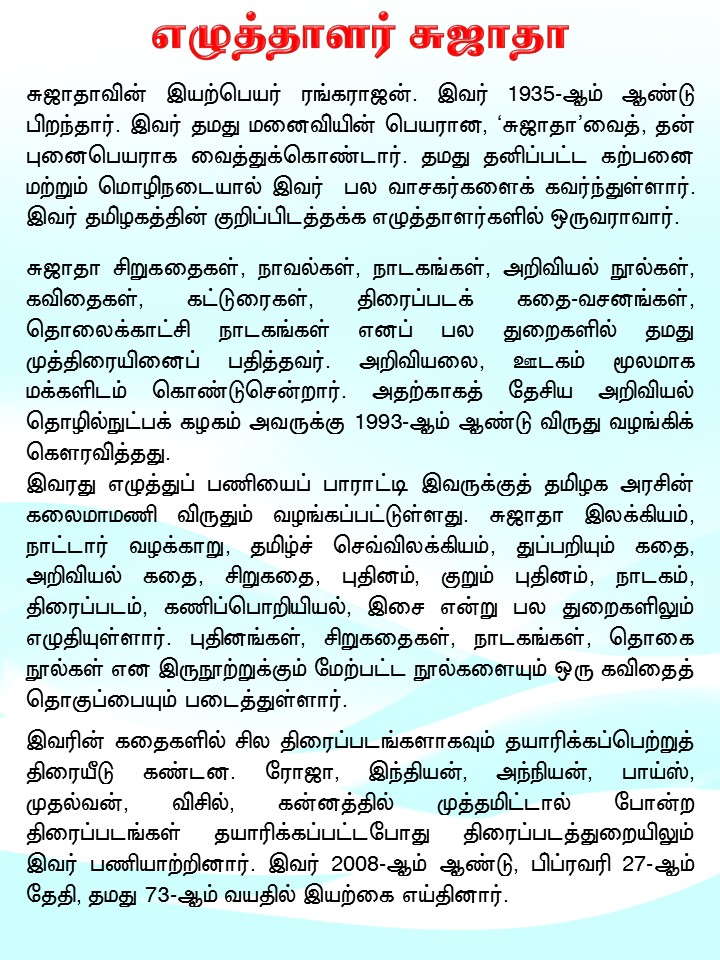 எழுத்தாளர் சுஜாதா
சுஜாதாவின் இயற்பெயர் ரங்கராஜன். இவர் 1935-ஆம் ஆண்டு
பிறந்தார். இவர் தமது மனைவியின் பெயரான, ‘சுஜாதா’வைத், தன்
புனைபெயராக வைத்துக்கொண்டார். தமது தனிப்பட்ட கற்பனை
மற்றும் மொழிநடையால் இவர் பல வாசகர்களைக் கவர்ந்துள்ளார்.
இவர் தமிழகத்தின் குறிப்பிடத்தக்க எழுத்தாளர்களில் ஒருவராவார்.
சுஜாதா சிறுகதைகள், நாவல்கள், நாடகங்கள், அறிவியல் நூல்கள்,
கவிதைகள், கட்டுரைகள், திரைப்படக் கதை-வசனங்கள்,
தொலைக்காட்சி நாடகங்கள் எனப் பல துறைகளில் தமது
முத்திரையினைப் பதித்தவர். அறிவியலை, ஊடகம் மூலமாக
மக்களிடம் கொண்டுசென்றார். அதற்காகத் தேசிய அறிவியல்
தொழில்நுட்பக் கழகம் அவருக்கு 1993-ஆம் ஆண்டு விருது வழங்கிக்
கௌரவித்தது.
இவரது எழுத்துப் பணியைப் பாராட்டி இவருக்குத் தமிழக அரசின்
கலைமாமணி விருதும் வழங்கப்பட்டுள்ளது. சுஜாதா இலக்கியம்,
நாட்டார் வழக்காறு, தமிழ்ச் செவ்விலக்கியம், துப்பறியும் கதை,
அறிவியல் கதை, சிறுகதை, புதினம், குறும் புதினம், நாடகம்,
திரைப்படம், கணிப்பொறியியல், இசை என்று பல துறைகளிலும்
எழுதியுள்ளார். புதினங்கள், சிறுகதைகள், நாடகங்கள், தொகை
நூல்கள் என இருநூற்றுக்கும் மேற்பட்ட நூல்களையும் ஒரு கவிதைத்
தொகுப்பையும் படைத்துள்ளார்.
இவரின் கதைகளில் சில திரைப்படங்களாகவும் தயாரிக்கப்பெற்றுத்
திரையீடு கண்டன. ரோஜா, இந்தியன், அந்நியன், பாய்ஸ்,
முதல்வன், விசில், கன்னத்தில் முத்தமிட்டால் போன்ற
திரைப்படங்கள் தயாரிக்கப்பட்டபோது திரைப்படத்துறையிலும்
இவர் பணியாற்றினார். இவர் 2008-ஆம் ஆண்டு, பிப்ரவரி 27-ஆம்
தேதி, தமது 73-ஆம் வயதில் இயற்கை எய்தினார்.